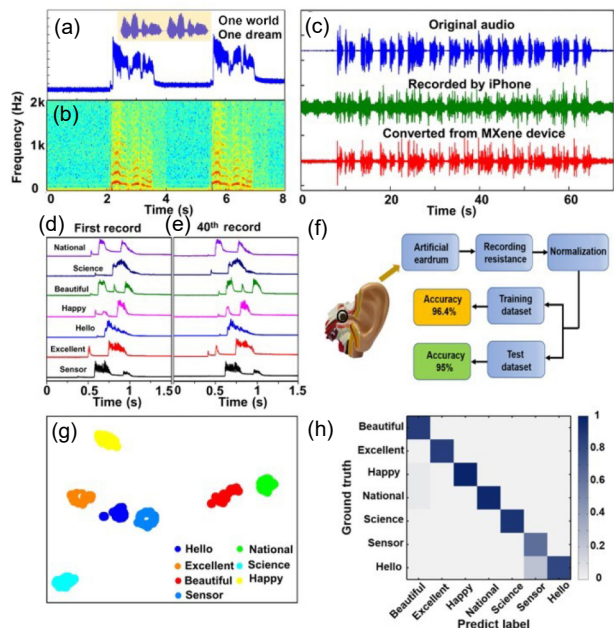 (a)
One world
One dream
(b)
Frequency (Hz)
2k
1k
0
0 2 4 6 8
Time (s)
(c)
Original audio
Recorded by iPhone
Converted from MXene device
0 20 40 60
Time (s)
(d) First record
National
Science
Beautiful
Happy
Hello
Excellent
Sensor
0 0.5 1.0 1.5
Time (s)
(e) 40th record
0 0.5 1.0 1.5
Time (s)
(f)
Artificial
eardrum
Recording
resistance
Normalization
Accuracy
96.4%
Training
dataset
Accuracy
95%
Test
dataset
(g)
Hello
Excellent
Beautiful
Sensor
National
Science
Happy
(h)
Ground truth
Beautiful
Excellent
Happy
National
Science
Sensor
Hello
Beautiful
Excellent
Happy
National
Science
Sensor
Hello
Predict label
1
0.8
0.6
0.4
0.2
0